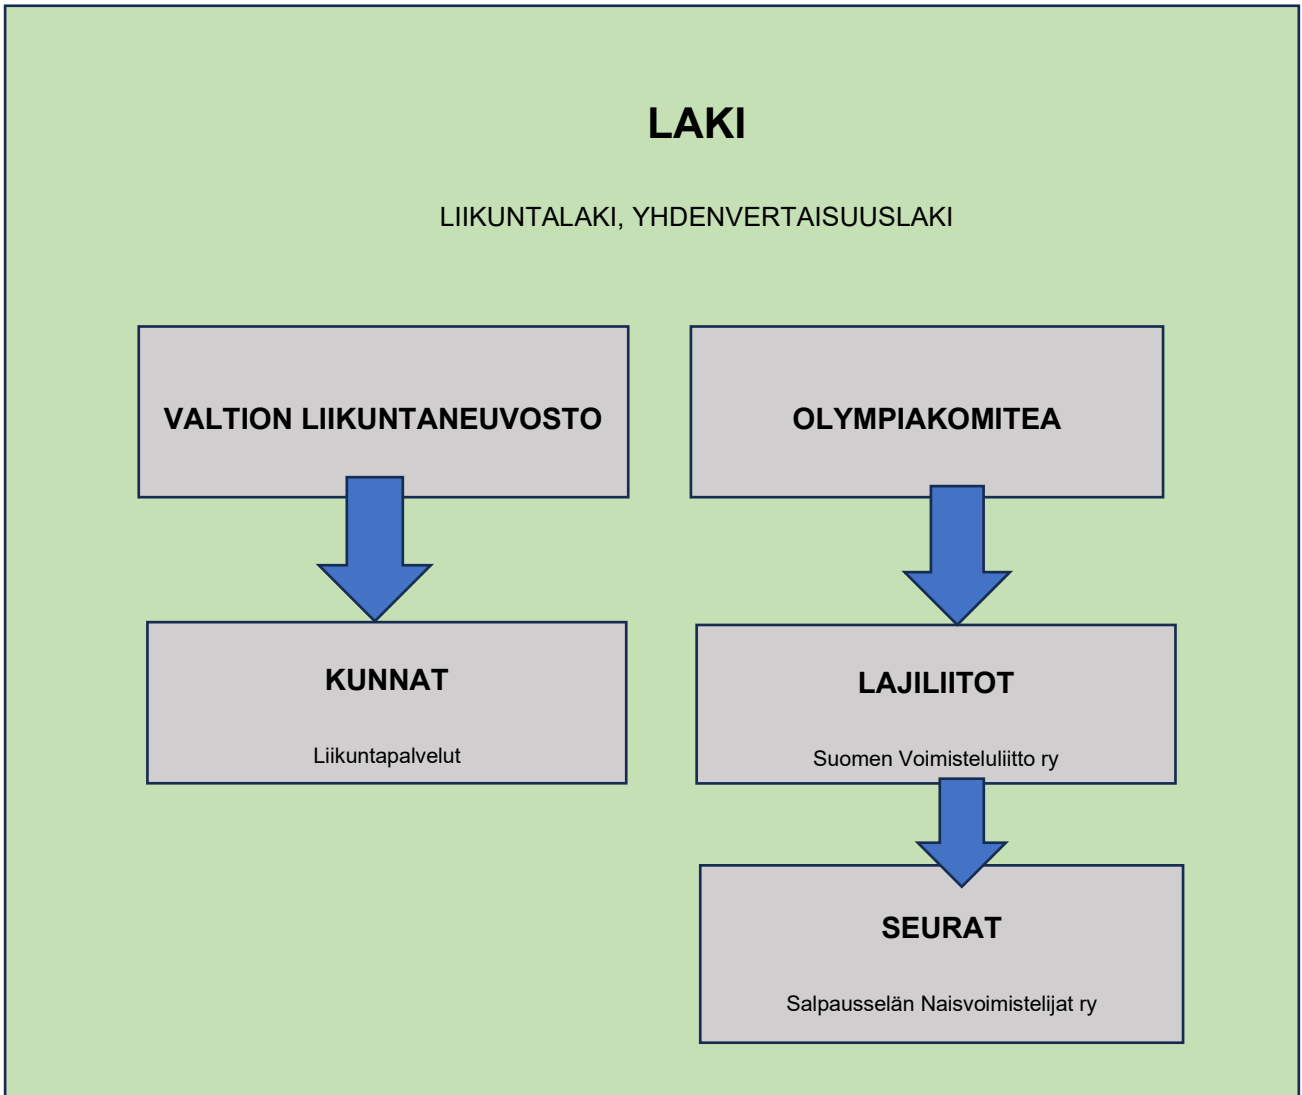 LAKI
LIIKUNTALAKI, YHDENVERTAISUUSLAKI
VALTION LIIKUNTANEUVOSTO
OLYMPIAKOMITEA
KUNNAT
Liikuntapalvelut
LAJILIITOT
Suomen Voimisteluliitto ry
SEURAT
Salpausselän Naisvoimistelijat ry